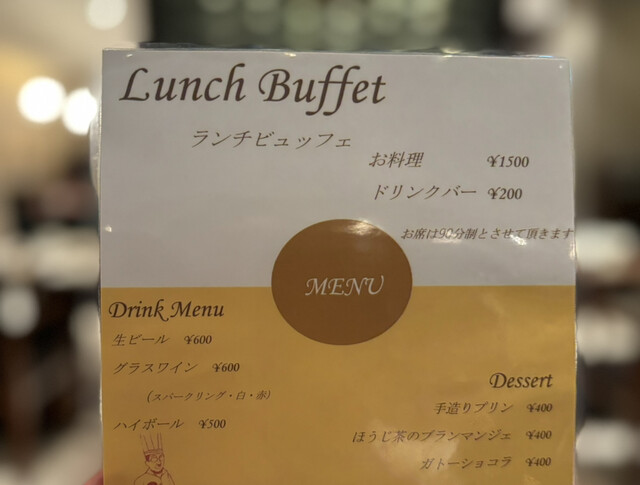 Lunch Buffet
ランチビュッフェ
お料理 ¥1500
ドリンクバー ¥200
お席は90分制とさせて頂きます
MENU
Drink Menu
生ビール ¥600
グラスワイン ¥600
(スパークリング・白・赤)
ハイボール ¥500
Dessert
手造りプリン ¥400
ほうじ茶のブランマンジェ ¥400
ガトーショコラ ¥400